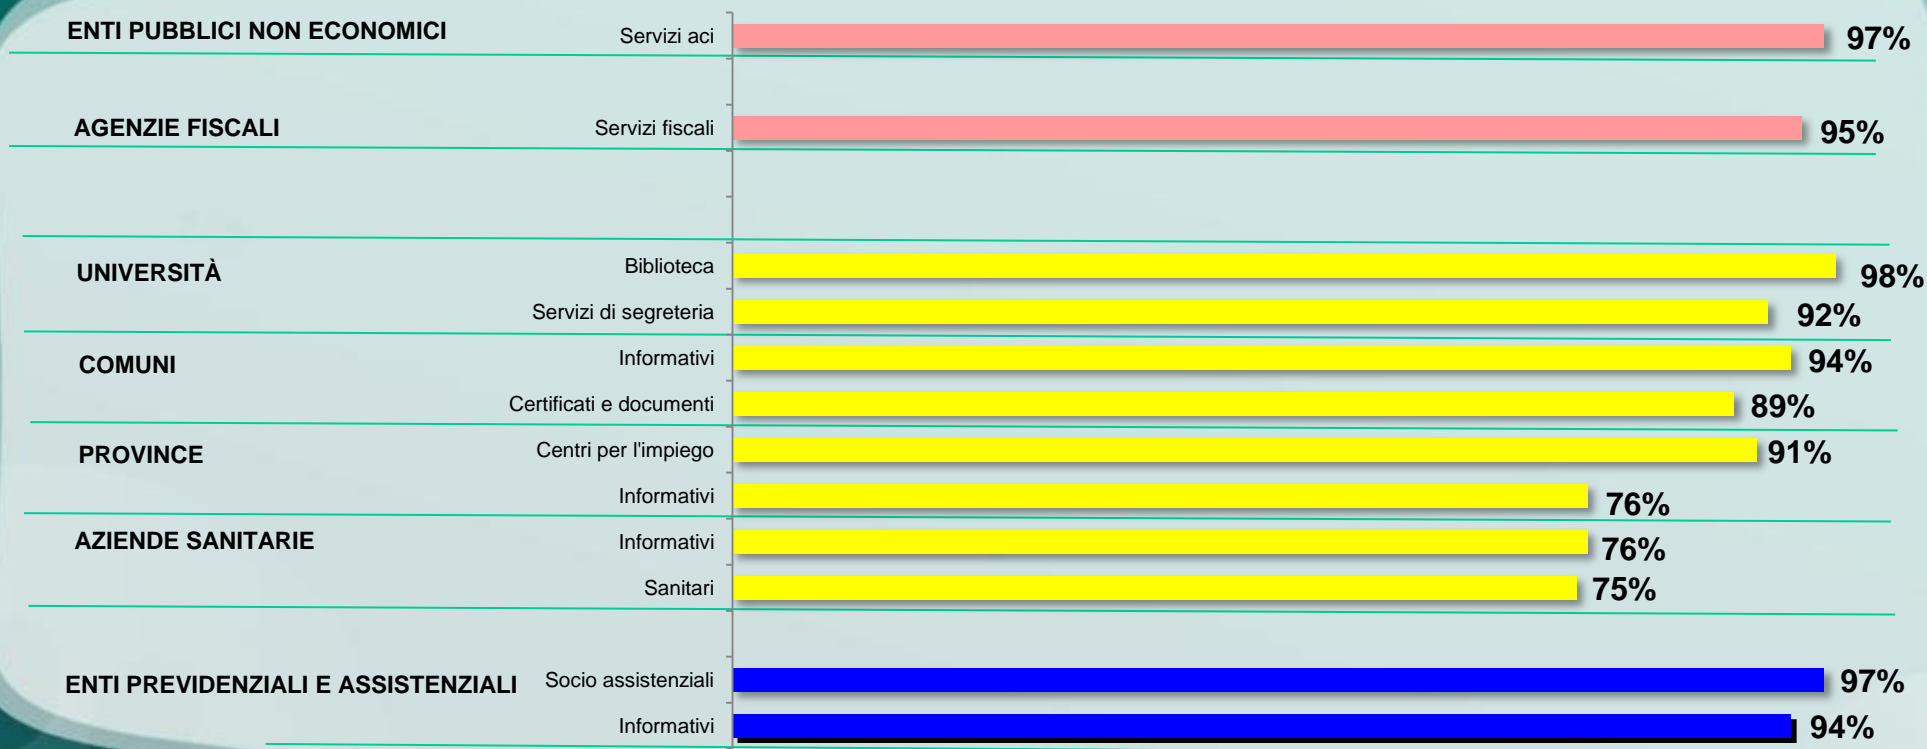 ENTI PUBBLICI NON ECONOMICI Servizi aci 97%
AGENZIE FISCALI Servizi fiscali 95%
UNIVERSITÀ Biblioteca 98%
Servizi di segreteria 92%
COMUNI Informativi 94%
Certificati e documenti 89%
PROVINCE Centri per l'impiego 91%
Informativi 76%
AZIENDE SANITARIE Informativi 76%
Sanitari 75%
ENTI PREVIDENZIALI E ASSISTENZIALI Socio assistenziali 97%
Informativi 94%